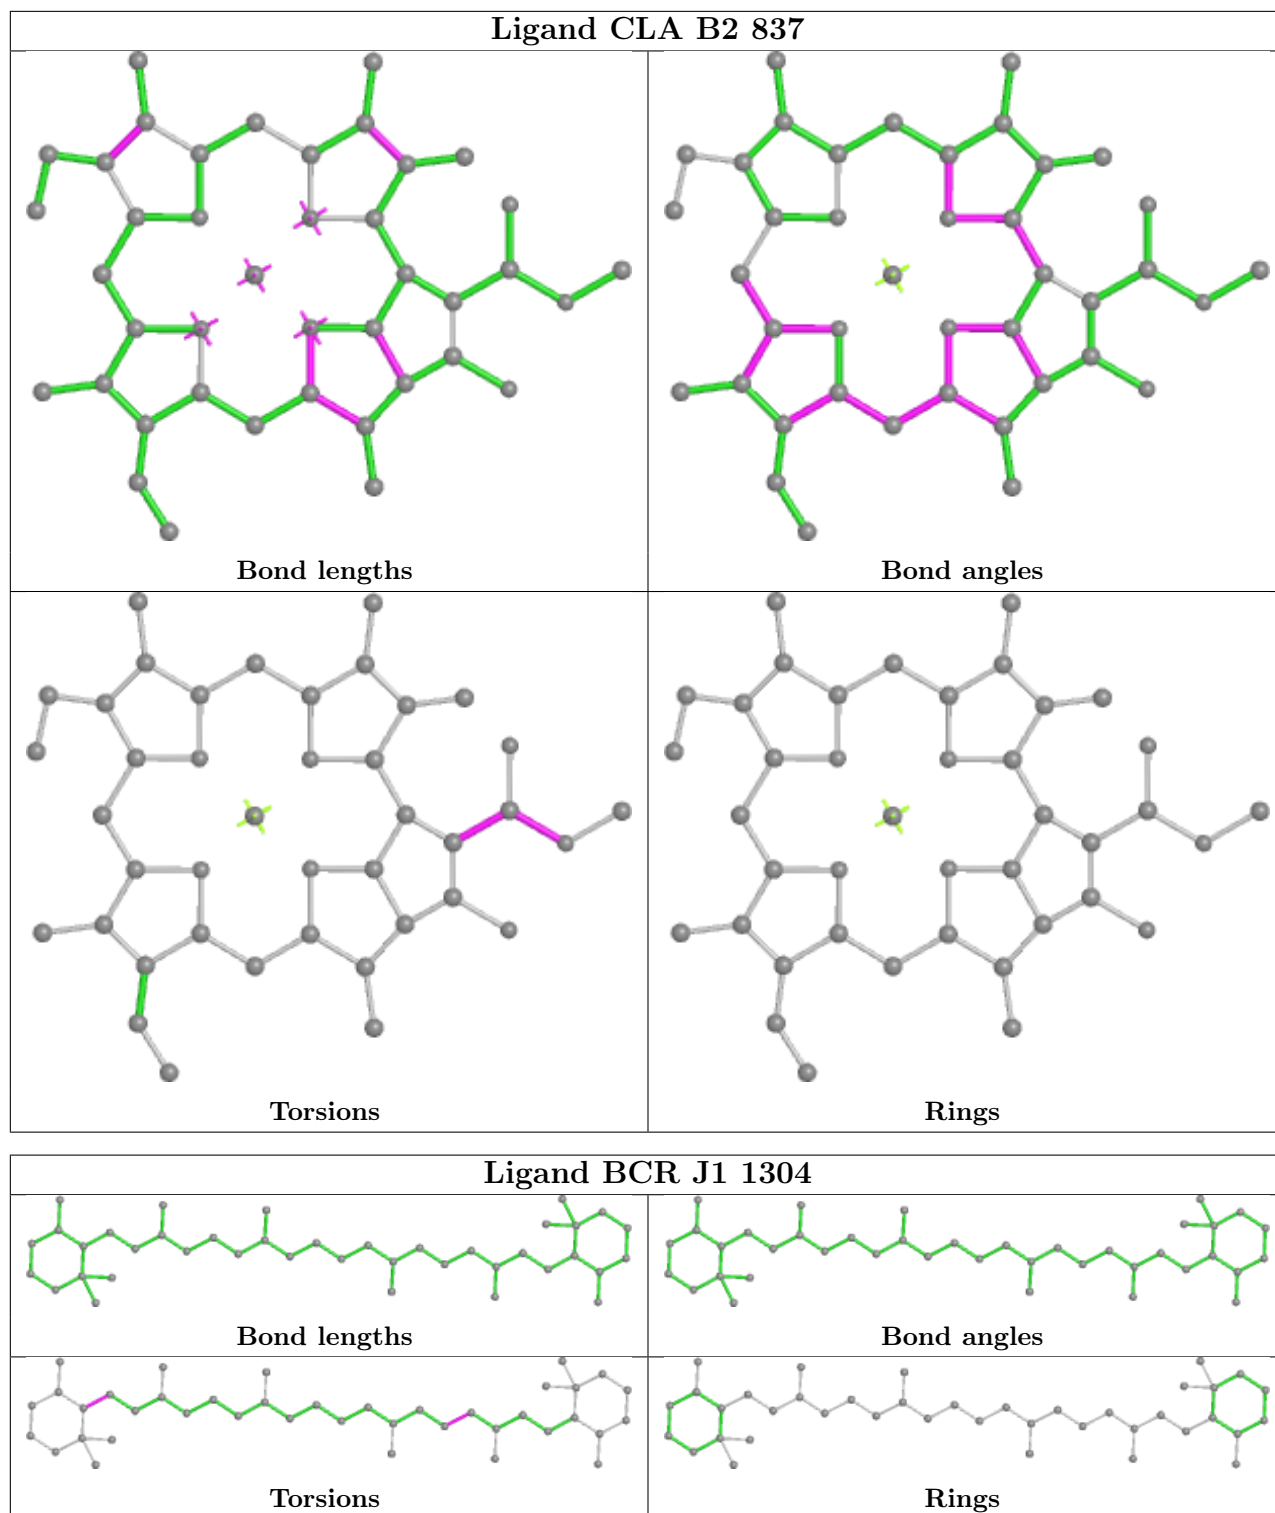 Ligand CLA B2 837
Bond lengths
Bond angles
Torsions
Rings
Ligand BCR J1 1304
Bond lengths
Bond angles
Torsions
Rings